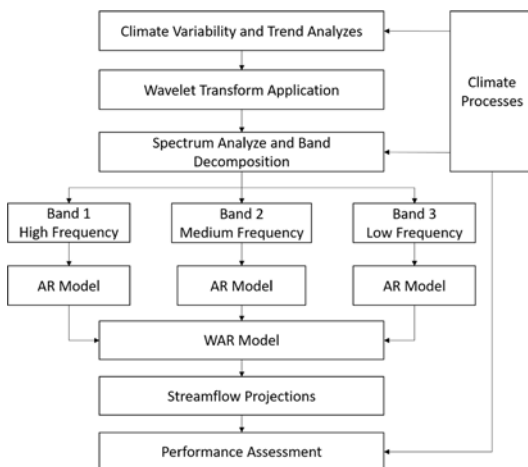 Climate Variability and Trend Analyzes
Climate
Processes
Wavelet Transform Application
Spectrum Analyze and Band
Decomposition
Band 1
High Frequency
Band 2
Medium Frequency
Band 3
Low Frequency
AR Model
AR Model
AR Model
WAR Model
Streamflow Projections
Performance Assessment